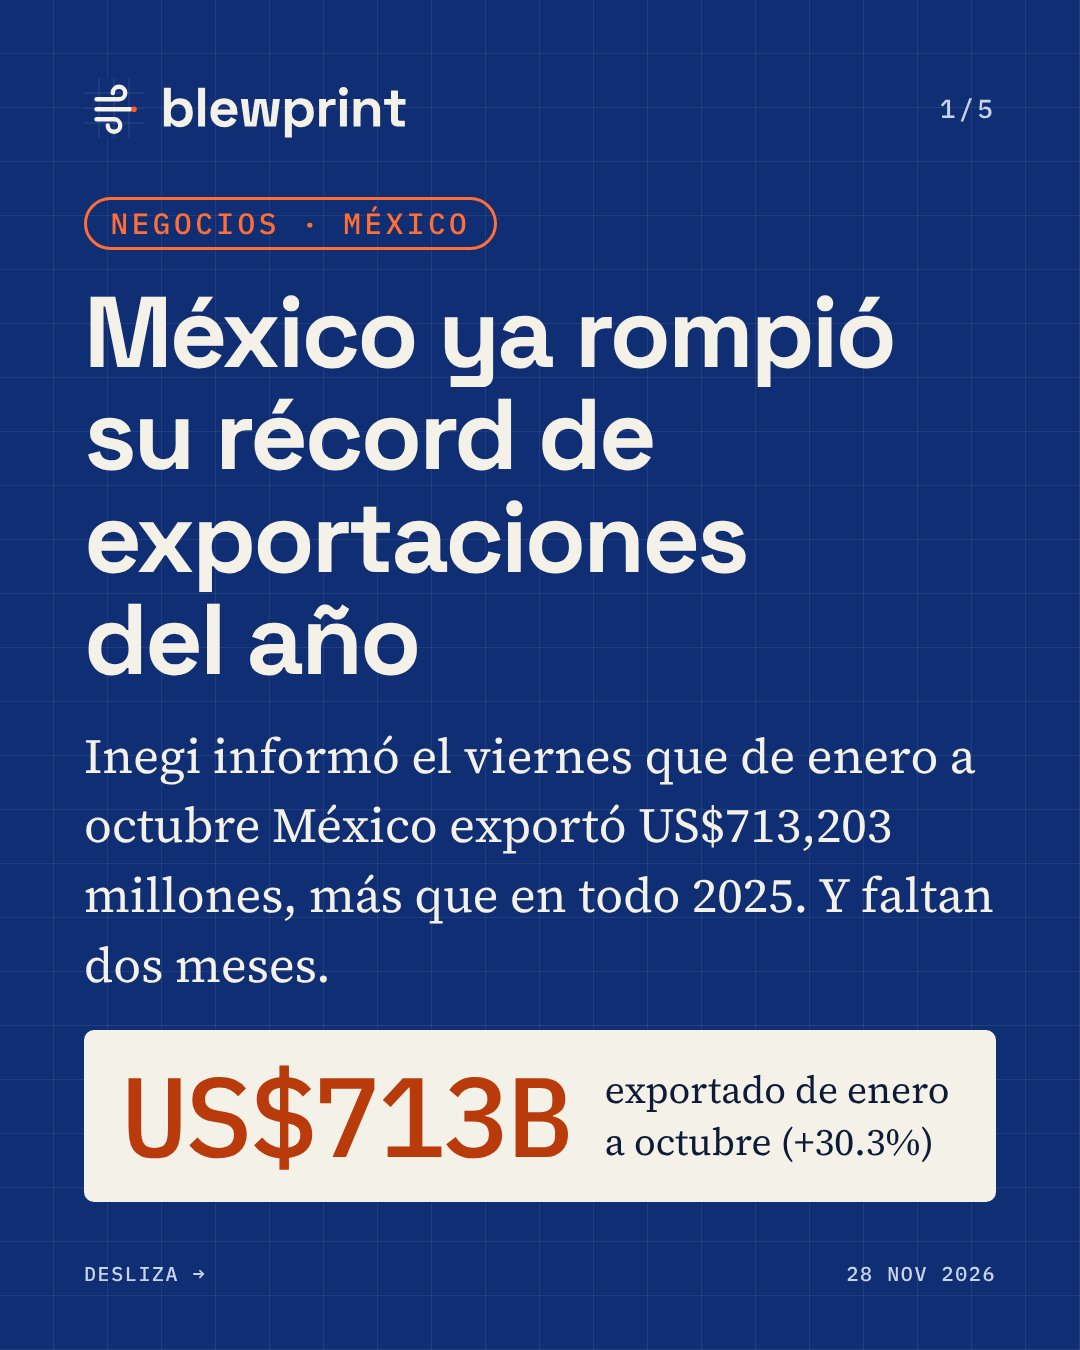 blewprint
1/5
NEGOCIOS · MÉXICO
México ya rompió
su récord de
exportaciones
del año
Inegi informó el viernes que de enero a
octubre México exportó US$713,203
millones, más que en todo 2025. Y faltan
dos meses.
US$713B
exportado de enero
a octubre (+30.3%)
DESLIZA →
28 NOV 2026